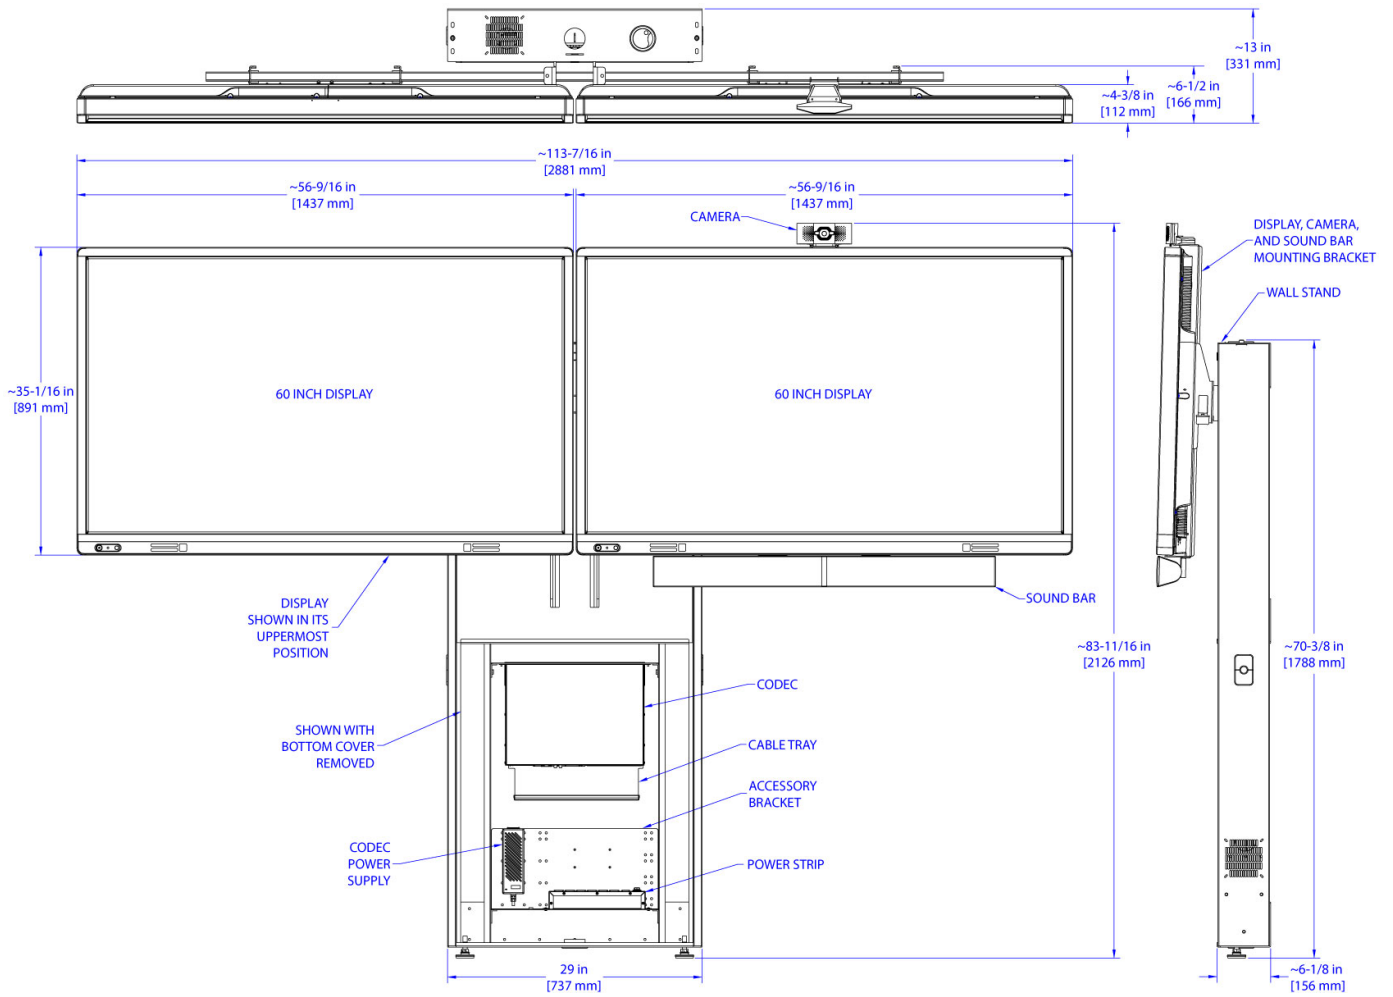 ~13 in
[331 mm]
~6-1/2 in
[166 mm]
~4-3/8 in
[112 mm]
~113-7/16 in
[2881 mm]
~56-9/16 in
[1437 mm]
~56-9/16 in
[1437 mm]
CAMERA
DISPLAY, CAMERA,
AND SOUND BAR
MOUNTING BRACKET
WALL STAND
~35-1/16 in
[891 mm]
60 INCH DISPLAY
60 INCH DISPLAY
DISPLAY
SHOWN IN ITS
UPPERMOST
POSITION
SOUND BAR
~83-11/16 in
[2126 mm]
~70-3/8 in
[1788 mm]
CODEC
SHOWN WITH
BOTTOM COVER
REMOVED
CABLE TRAY
ACCESSORY
BRACKET
CODEC
POWER
SUPPLY
POWER STRIP
29 in
[737 mm]
~6-1/8 in
[156 mm]